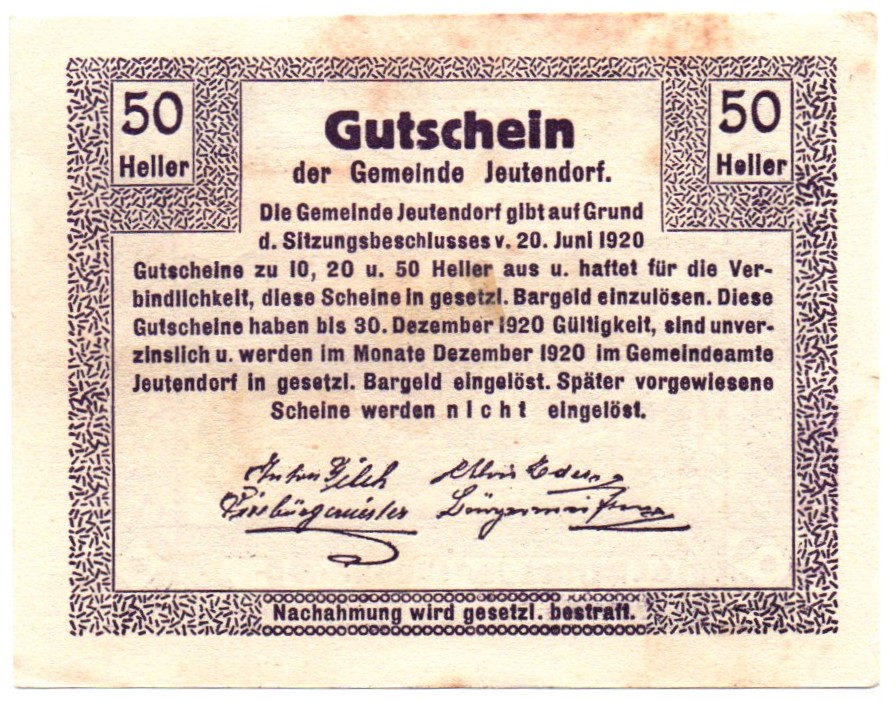 50
Heller
50
Heller
Gutschein
der Gemeinde Jeutendorf.
Die Gemeinde Jeutendorf gibt auf Grund
d. Sitzungsbeschlusses v. 20. Juni 1920
Gutscheine zu 10, 20 u. 50 Heller aus u. haftet für die Ver-
bindlichkeit, diese Scheine in gesetzl. Bargeld einzulösen. Diese
Gutscheine haben bis 30. Dezember 1920 Gültigkeit, sind unver-
zinslich u. werden im Monate Dezember 1920 im Gemeindeamte
Jeutendorf in gesetzl. Bargeld eingelöst. Später vorgewiesene
Scheine werden nicht eingelöst.
Anton
Vizebürgermeister Bürgermeister
Nachahmung wird gesetzl. bestraft.